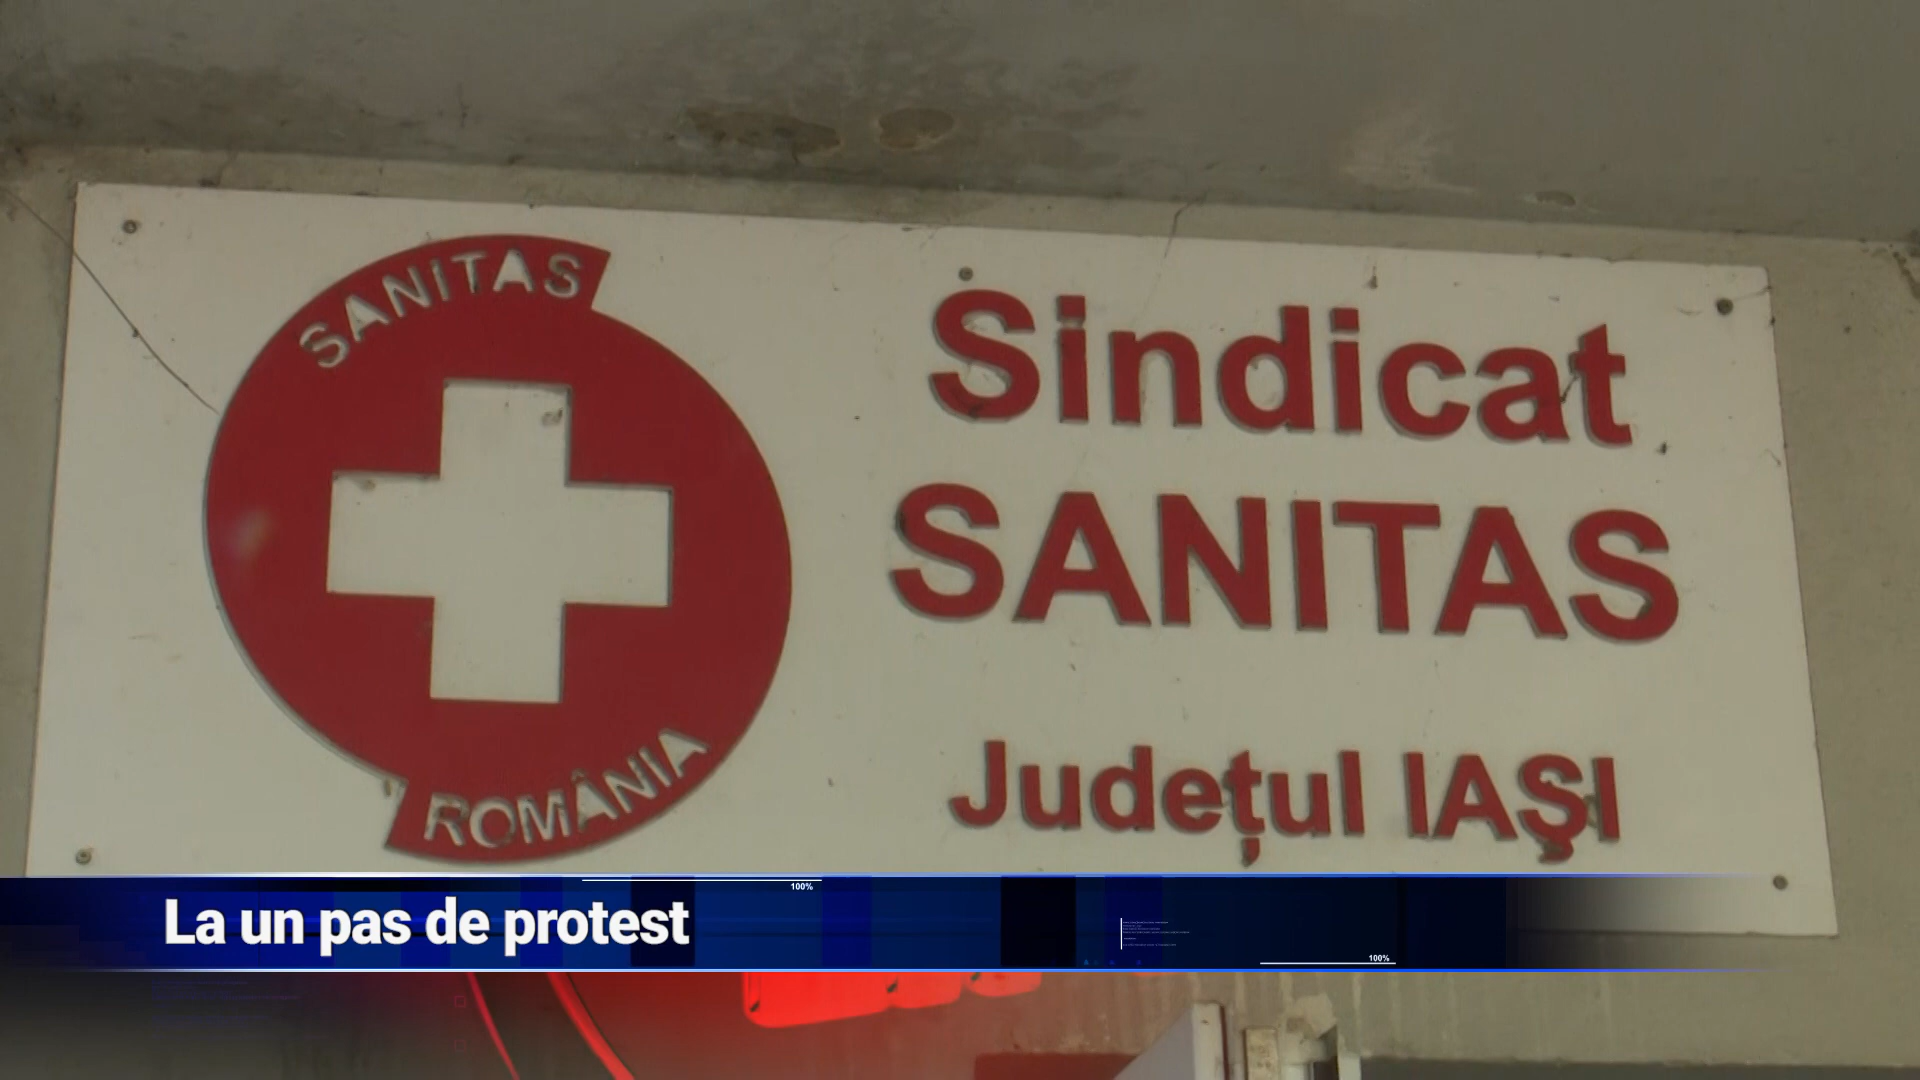 SANITAS
ROMÂNIA
Sindicat
SANITAS
Județul IAŞI
100%
La un pas de protest
100%